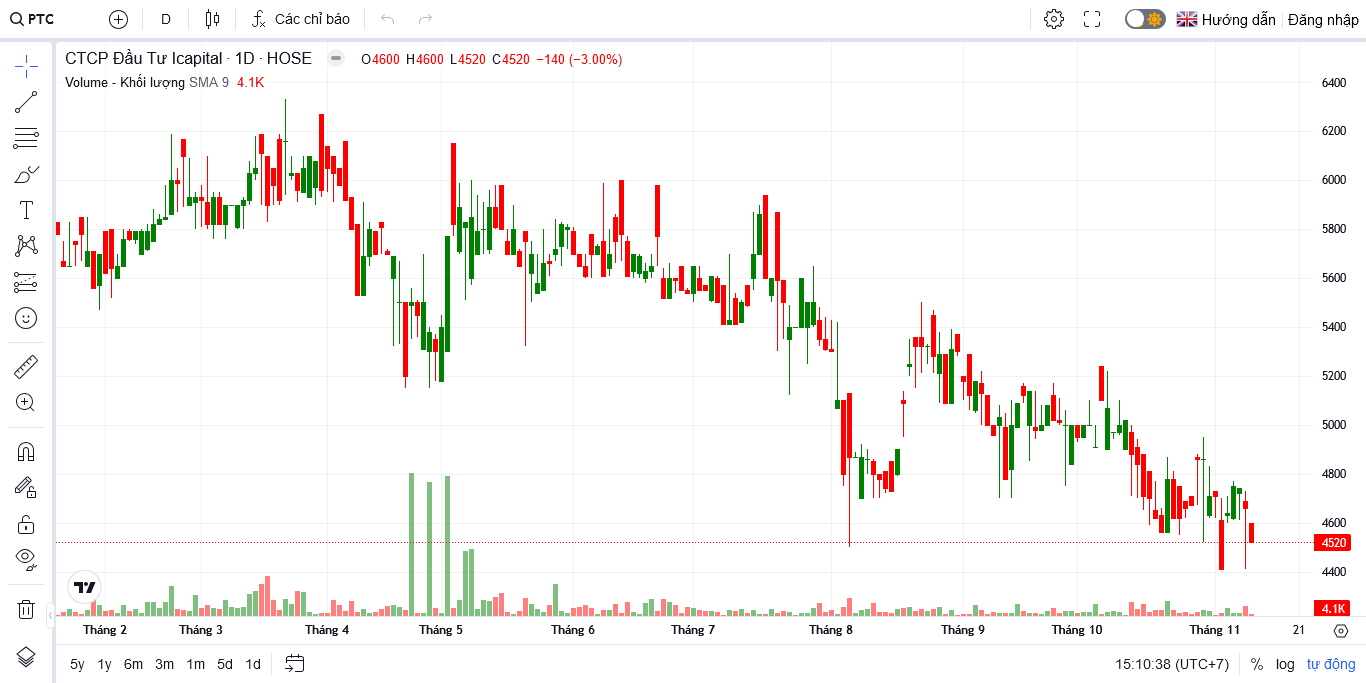 PTC D Các chỉ báo Hướng dẫn Đăng nhập
CTCP Đầu Tư Icapital · 1D · HOSE O4600 H4600 L4520 C4520 −140 (−3.00%)
Volume - Khối lượng SMA 9 4.1K
6400
6200
6000
5800
5600
5400
5200
5000
4800
4600
4520
4400
4.1K
Tháng 2 Tháng 3 Tháng 4 Tháng 5 Tháng 6 Tháng 7 Tháng 8 Tháng 9 Tháng 10 Tháng 11 21
5y 1y 6m 3m 1m 5d 1d 15:10:38 (UTC+7) % log tự động